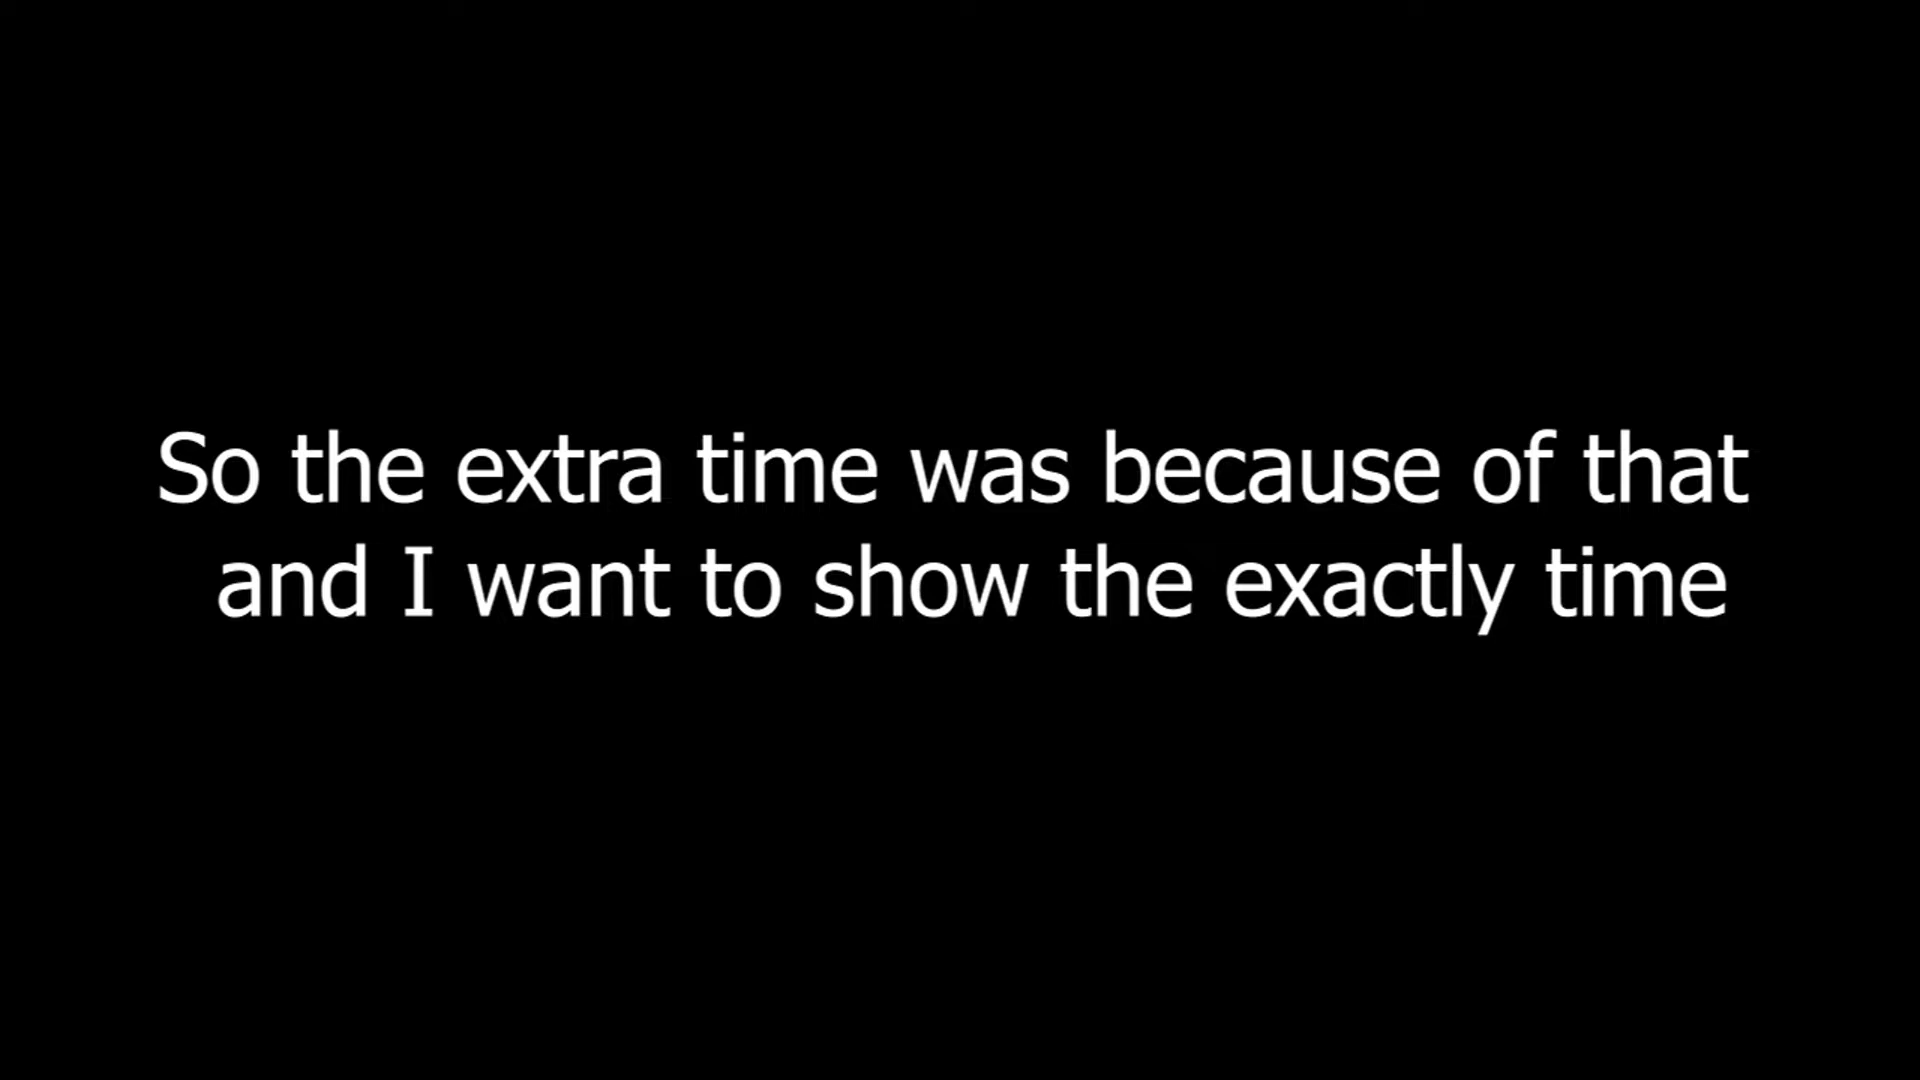 So the extra time was because of that
and I want to show the exactly time